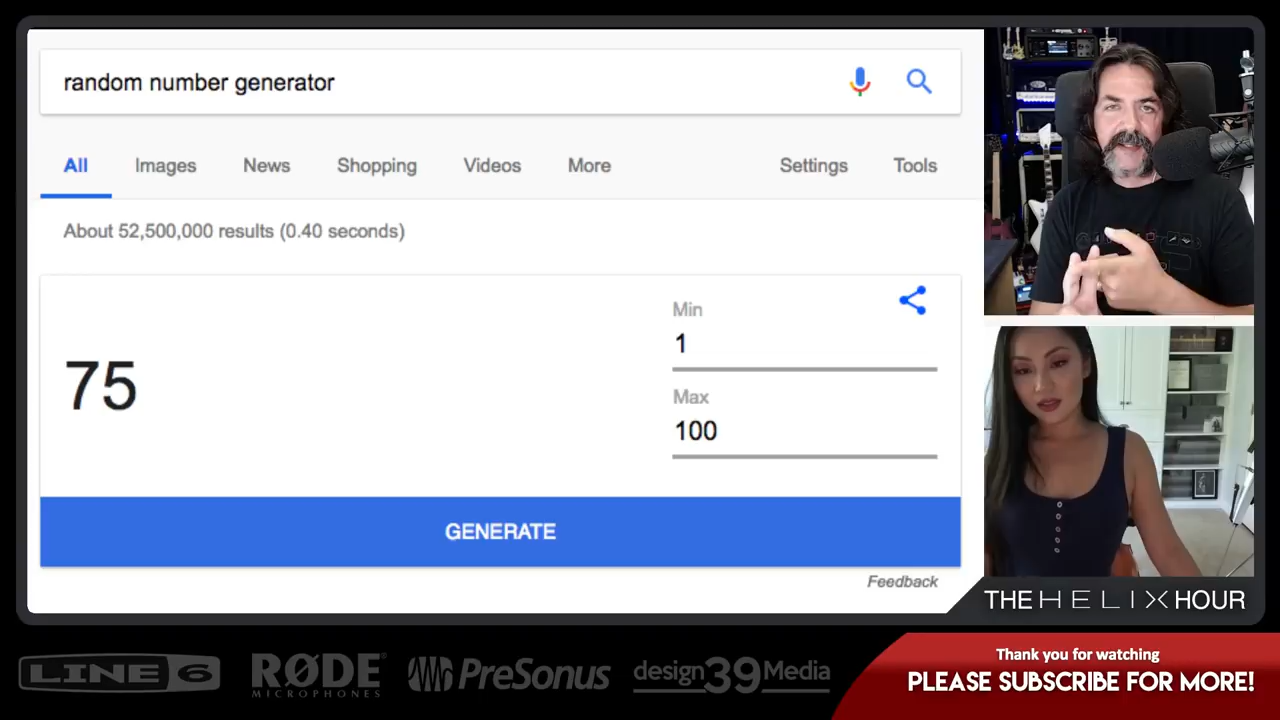 random number generator
All Images News Shopping Videos More Settings Tools
About 52,500,000 results (0.40 seconds)
75
Min
1
Max
100
GENERATE
Feedback
THE HELIX HOUR
LINE 6
RØDE®
MICROPHONES
PreSonus
design39Media
Thank you for watching
PLEASE SUBSCRIBE FOR MORE!